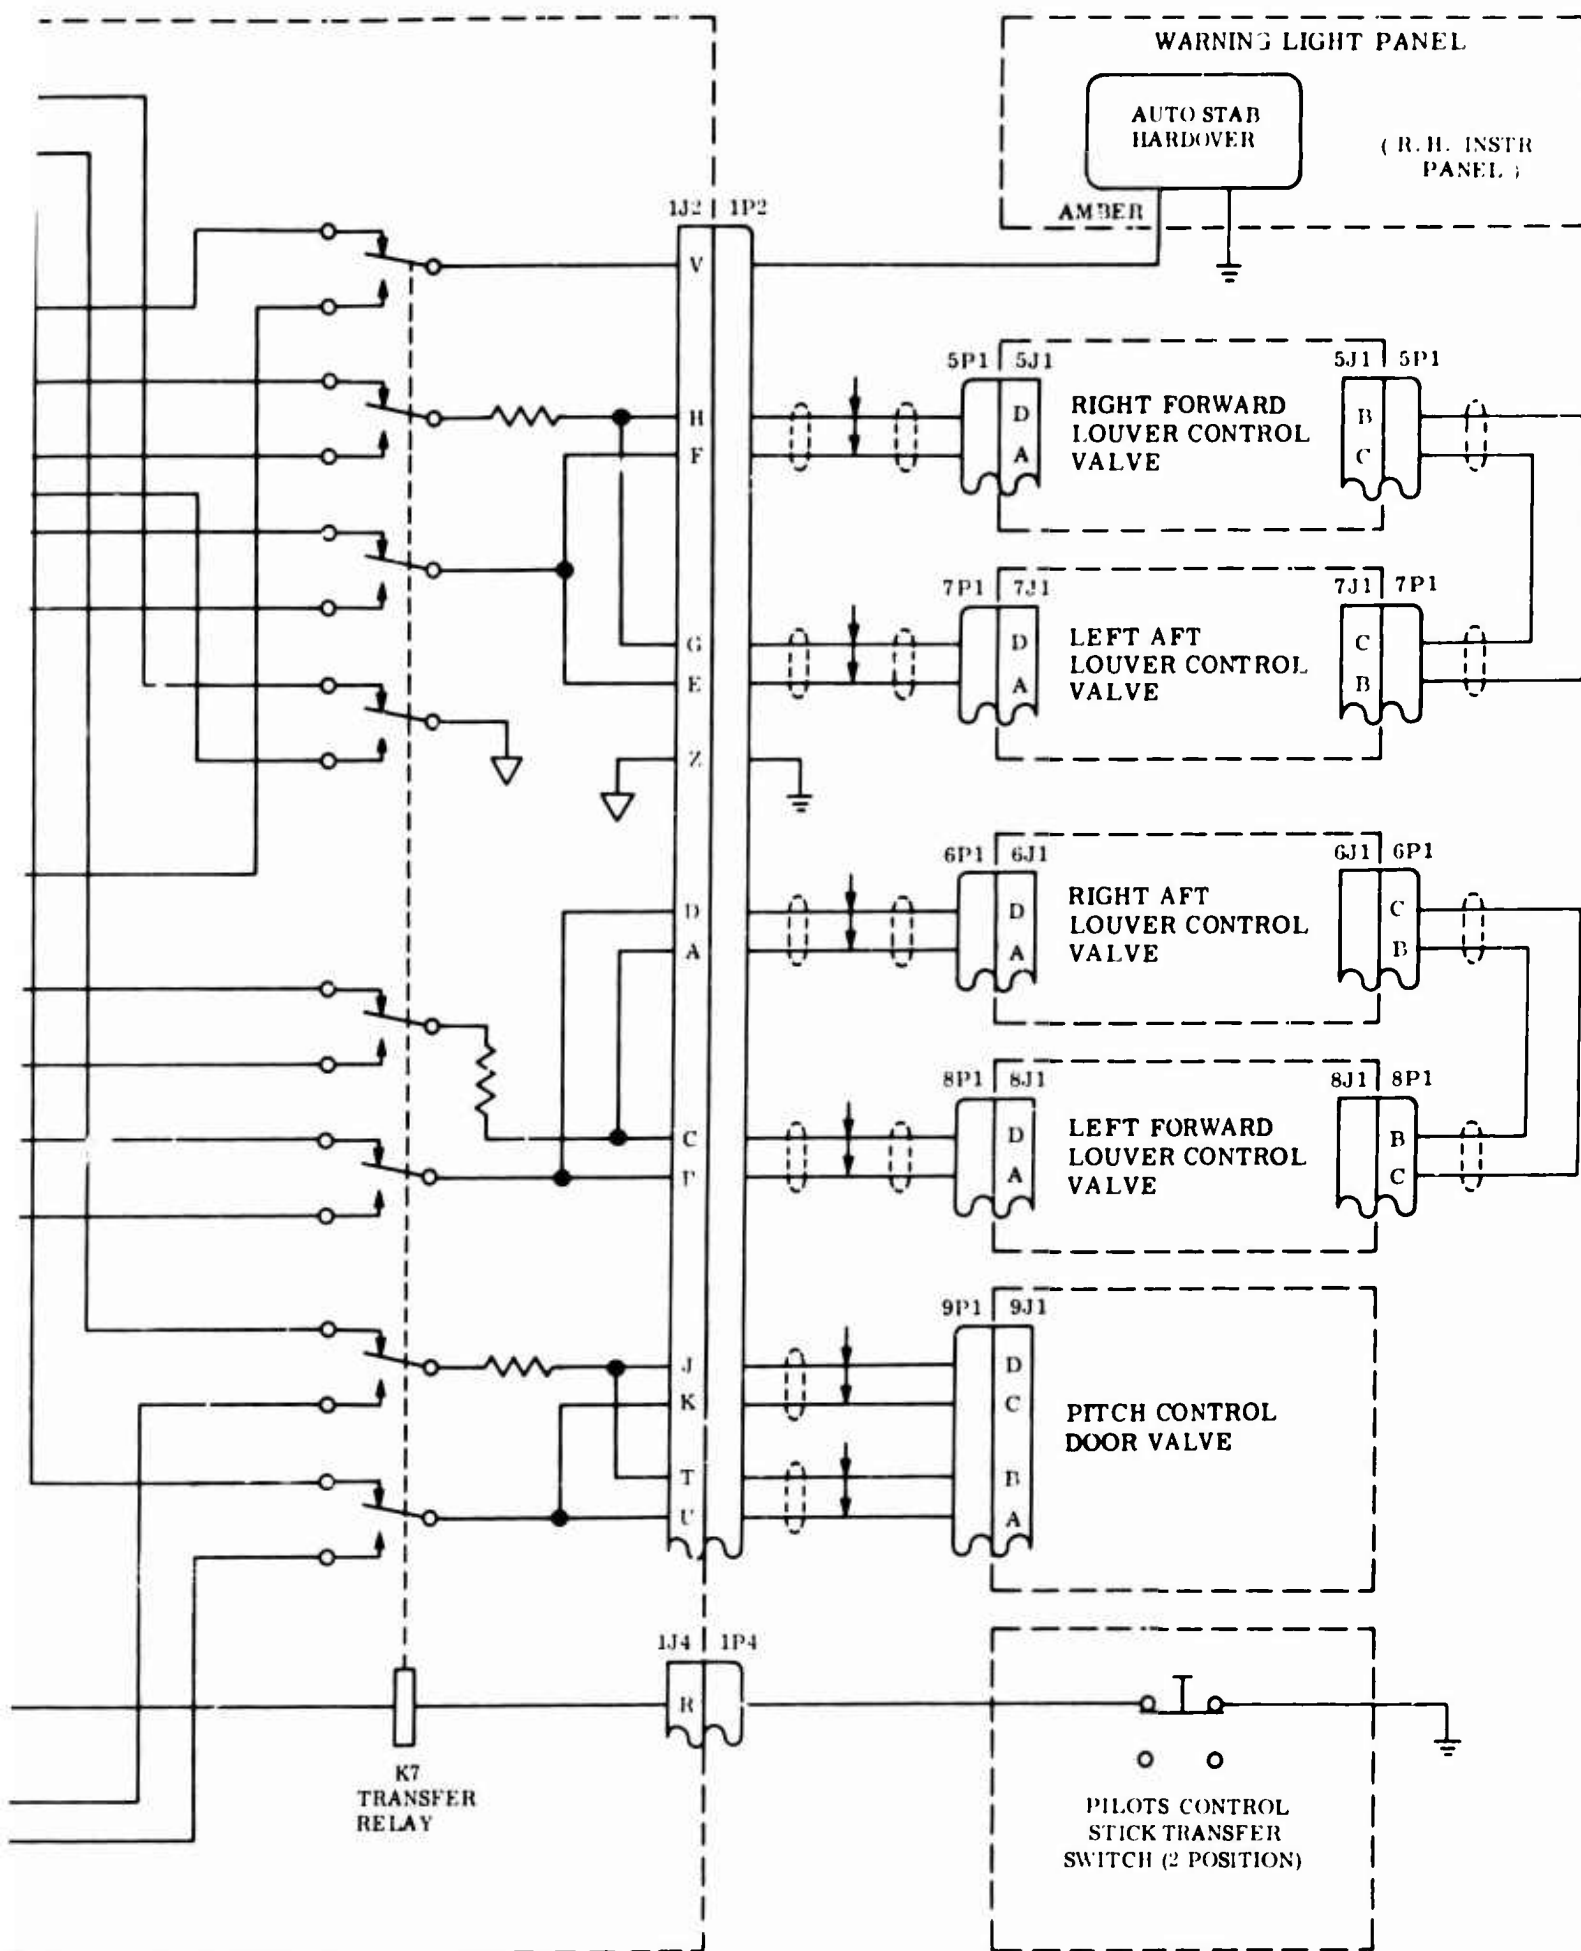 WARNING LIGHT PANEL
AUTO STAB
HARDOVER
( R. H. INSTR
PANEL )
AMBER
1J2 1P2
V
5P1 5J1
5J1 5P1
RIGHT FORWARD
LOUVER CONTROL
VALVE
H
D
B
F
A
C
7P1 7J1
7J1 7P1
LEFT AFT
LOUVER CONTROL
VALVE
G
D
C
E
A
B
Z
6P1 6J1
6J1 6P1
RIGHT AFT
LOUVER CONTROL
VALVE
D
D
C
A
A
B
8P1 8J1
8J1 8P1
LEFT FORWARD
LOUVER CONTROL
VALVE
C
D
B
A
C
9P1 9J1
J
D
K
C
PITCH CONTROL
DOOR VALVE
T
B
U
A
1J4 1P4
R
K7
TRANSFER
RELAY
PILOTS CONTROL
STICK TRANSFER
SWITCH (2 POSITION)